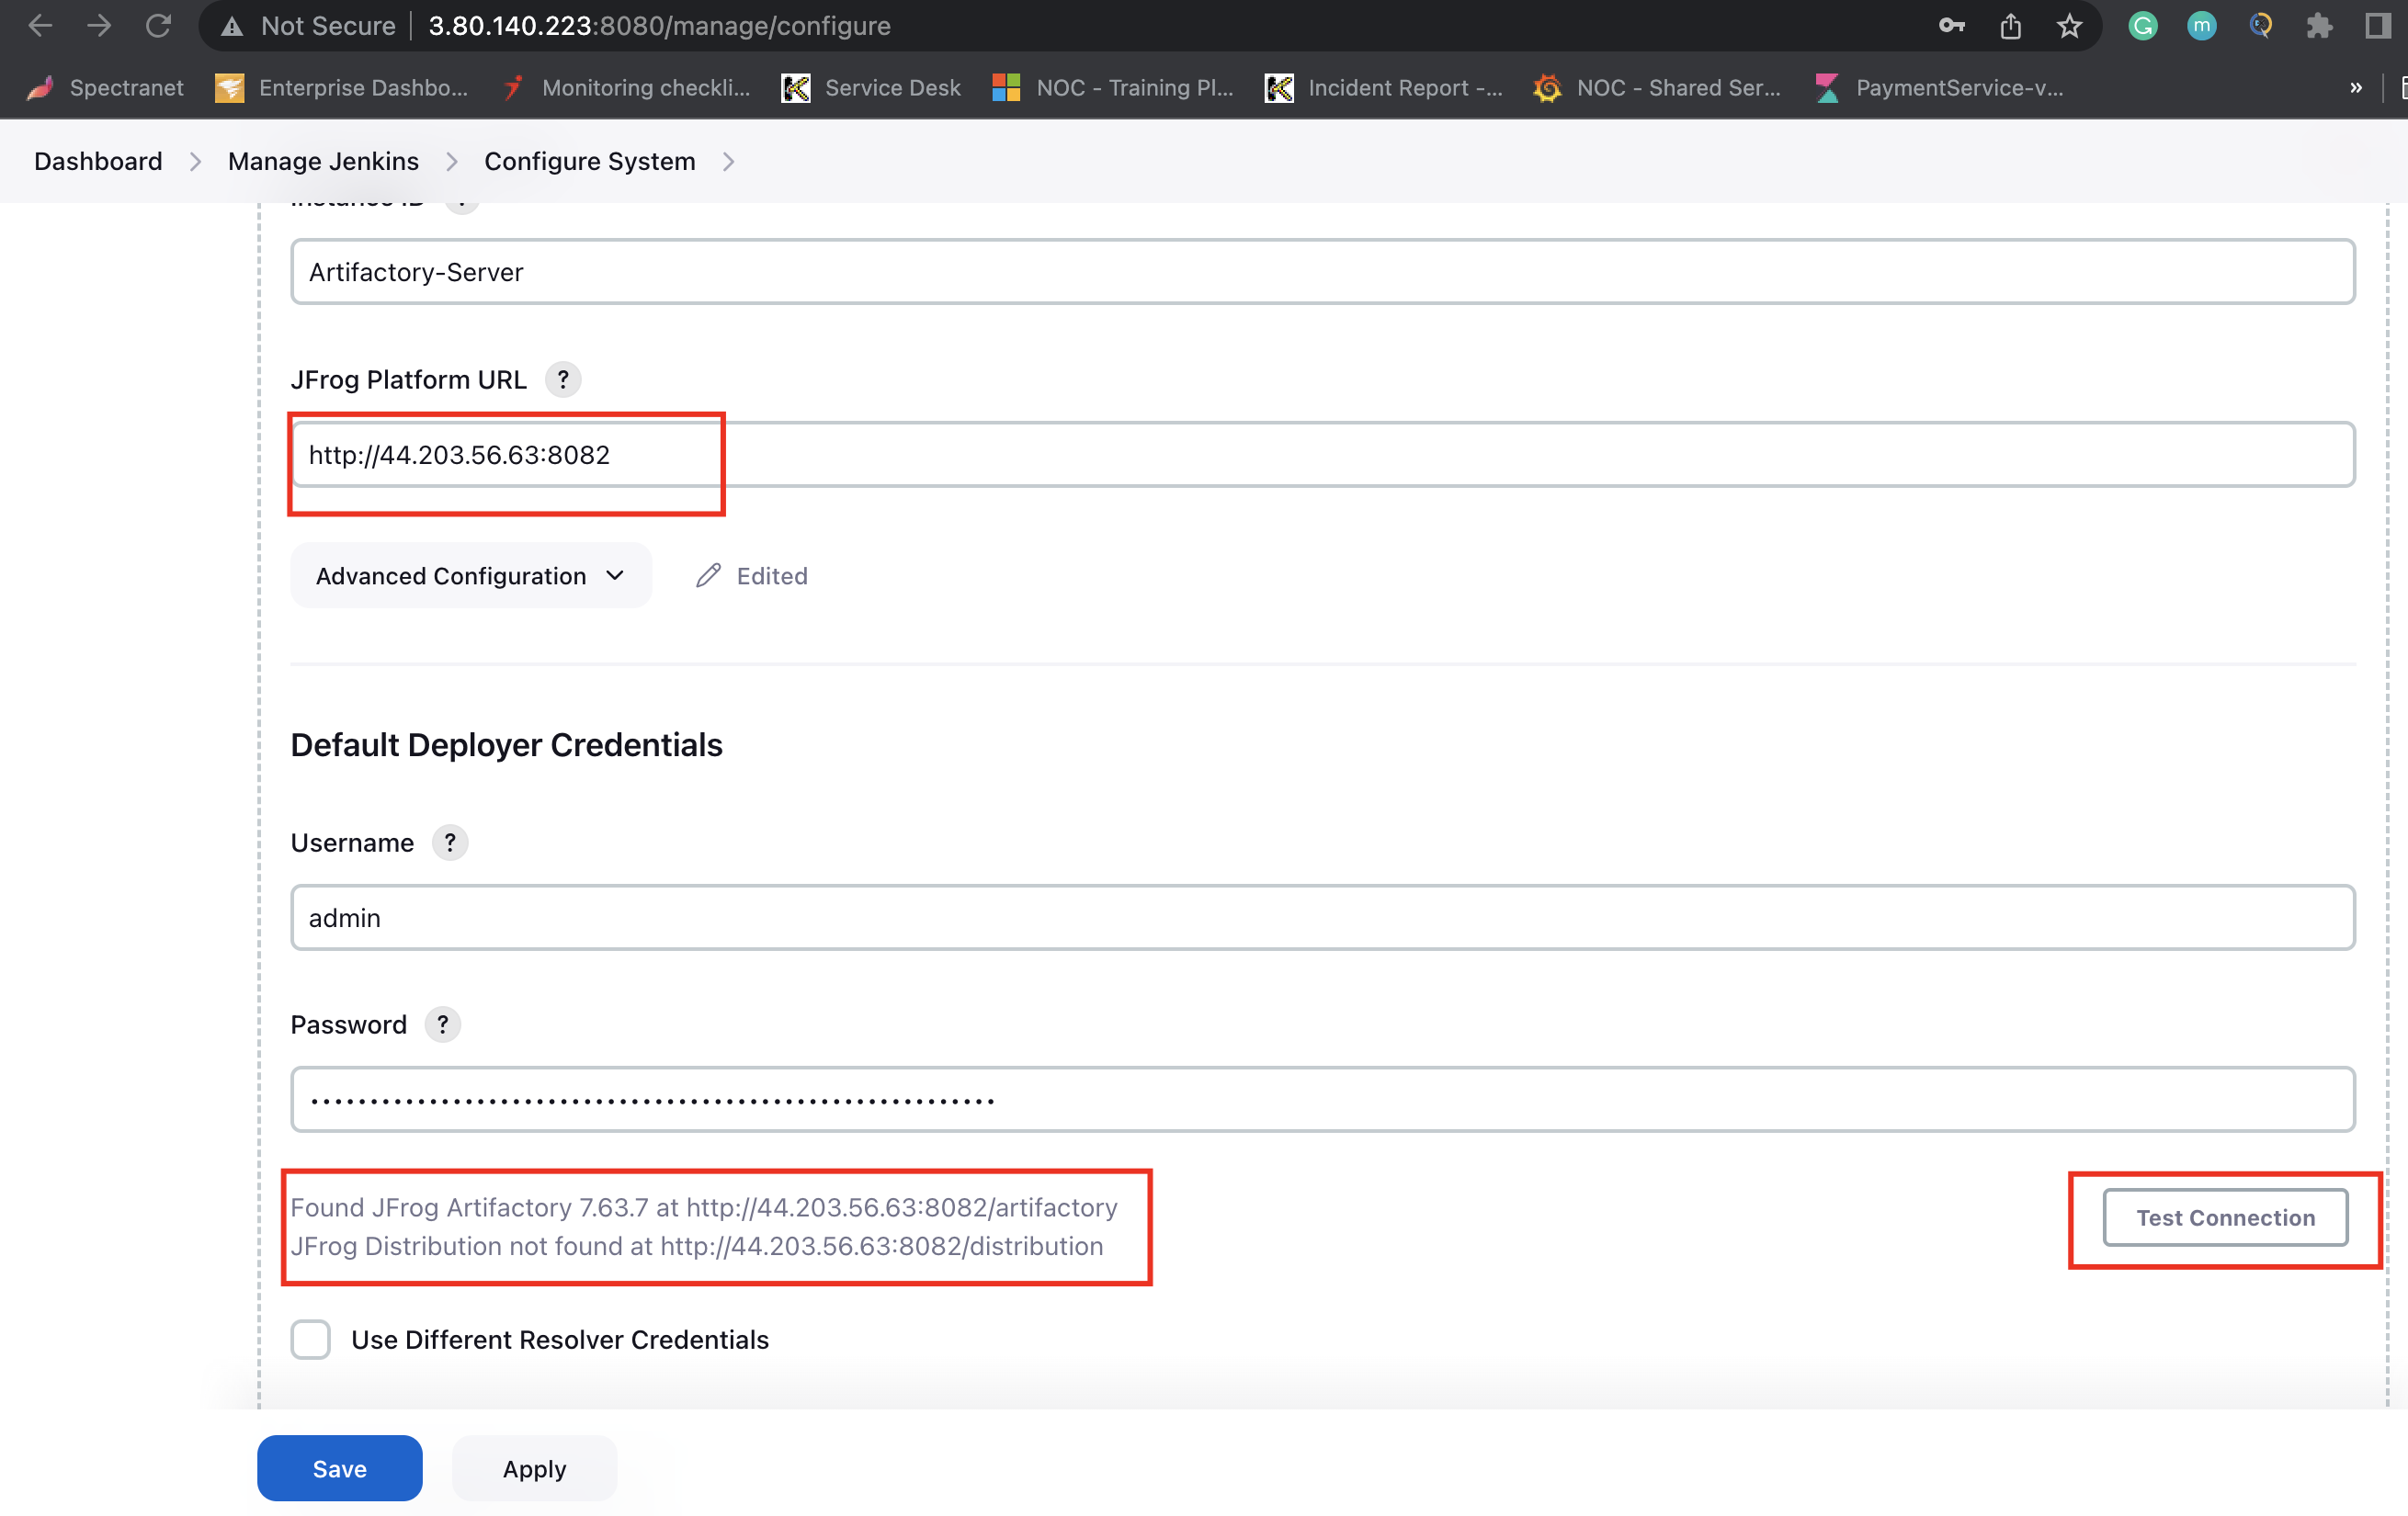 Not Secure 3.80.140.223:8080/manage/configure
Spectranet Enterprise Dashbo... Monitoring checkli... Service Desk NOC - Training Pl... Incident Report -... NOC - Shared Ser... PaymentService-v... »
Dashboard > Manage Jenkins > Configure System >
Instance ID ?
Artifactory-Server
JFrog Platform URL ?
http://44.203.56.63:8082
Advanced Configuration Edited
Default Deployer Credentials
Username ?
admin
Password ?
Found JFrog Artifactory 7.63.7 at http://44.203.56.63:8082/artifactory
JFrog Distribution not found at http://44.203.56.63:8082/distribution
Test Connection
Use Different Resolver Credentials
Save Apply